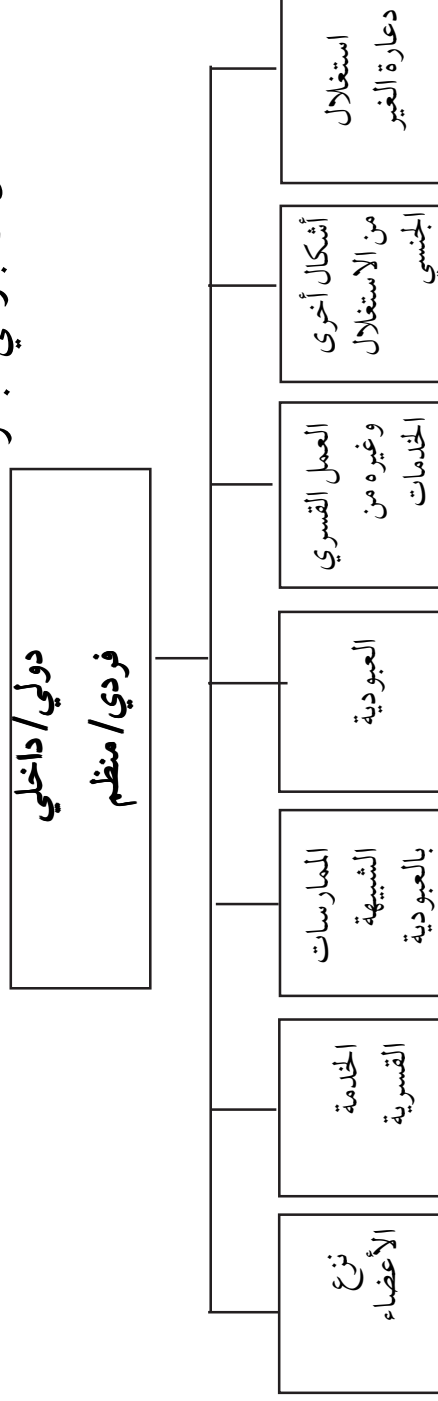 دولي/داخلي
فردي/منظم
استغلال
دعارة الغير
أشكال أخرى
من الاستغلال
الجنسي
العمل القسري
وغيره من
الخدمات
العبودية
الممارسات
الشبيهة
بالعبودية
الخدمة
القسرية
نزع
الأعضاء